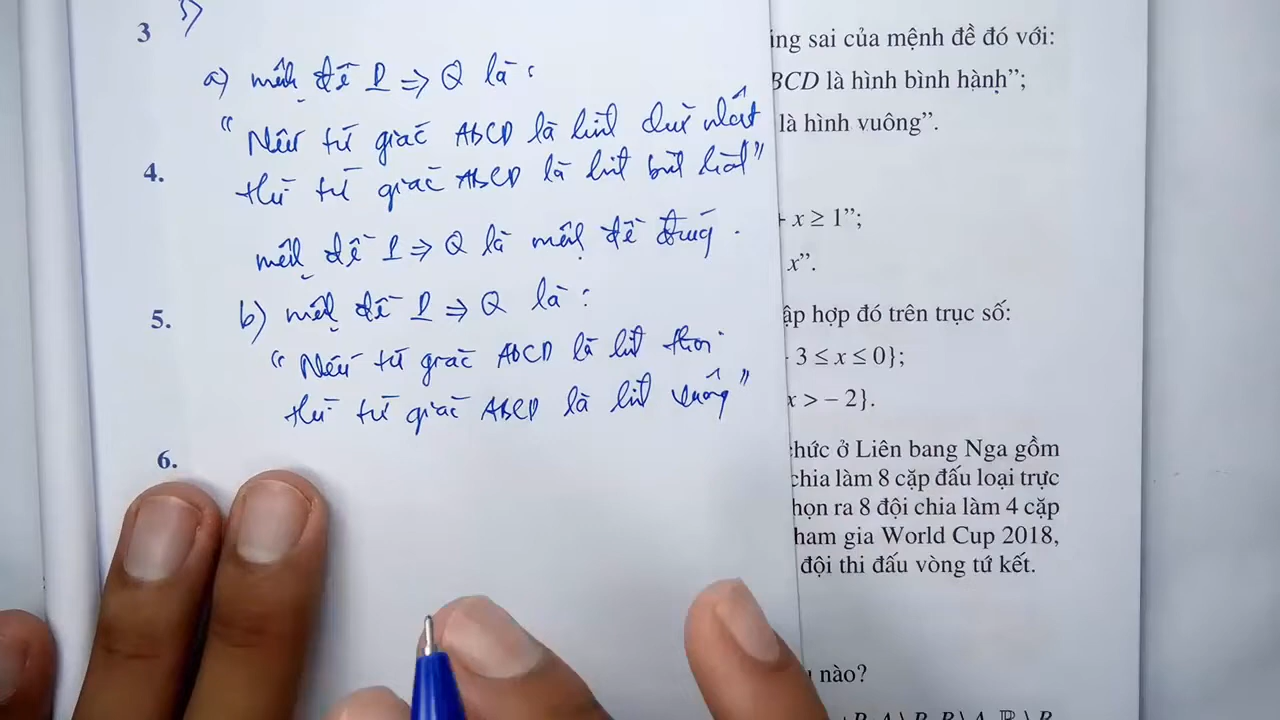 3 3)
a) mệnh đề P ⇒ Q là :
“ Nếu tứ giác ABCD là hình chữ nhật
4. thì tứ giác ABCD là hình bình hành”
mệnh đề P ⇒ Q là mệnh đề đúng .
5. b) mệnh đề P ⇒ Q là :
“ Nếu tứ giác ABCD là hình thoi
thì tứ giác ABCD là hình vuông”
6.
sai của mệnh đề đó với:
BCD là hình bình hành”;
là hình vuông”.
x ≥ 1”;
x”.
hợp đó trên trục số:
3 ≤ x ≤ 0};
x > – 2}.
ở Liên bang Nga gồm
chia làm 8 cặp đấu loại trực
ra 8 đội chia làm 4 cặp
gia World Cup 2018,
đội thi đấu vòng tứ kết.
nào?